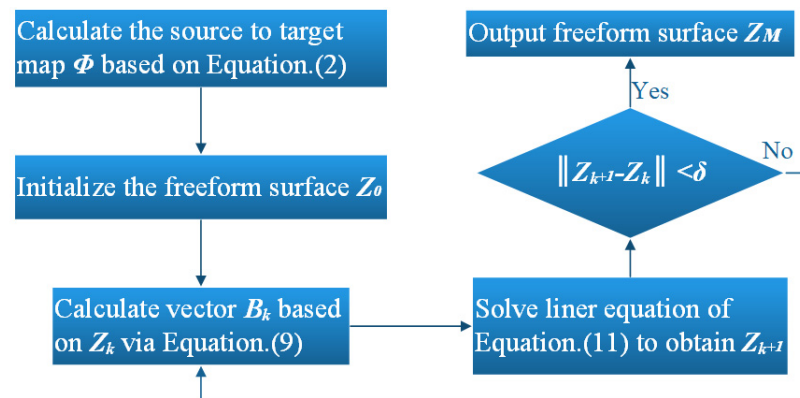 Calculate the source to target
map Φ based on Equation.(2)
Initialize the freeform surface Z₀
Calculate vector Bₖ based
on Zₖ via Equation.(9)
Solve liner equation of
Equation.(11) to obtain Zₖ₊₁
‖Zₖ₊₁-Zₖ‖ <δ
Yes
No
Output freeform surface Z_M